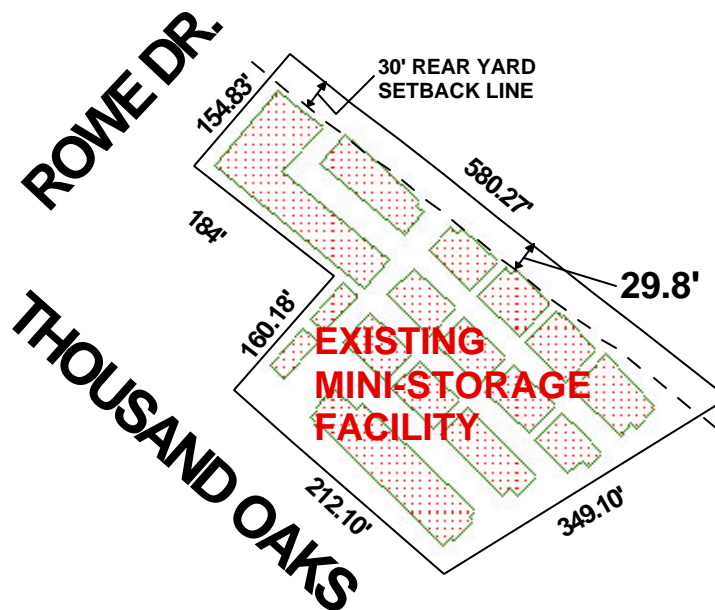 ROWE DR.
154.83'
30' REAR YARD
SETBACK LINE
580.27'
184'
29.8'
160.18'
THOUSAND OAKS
EXISTING
MINI-STORAGE
FACILITY
212.10'
349.10'